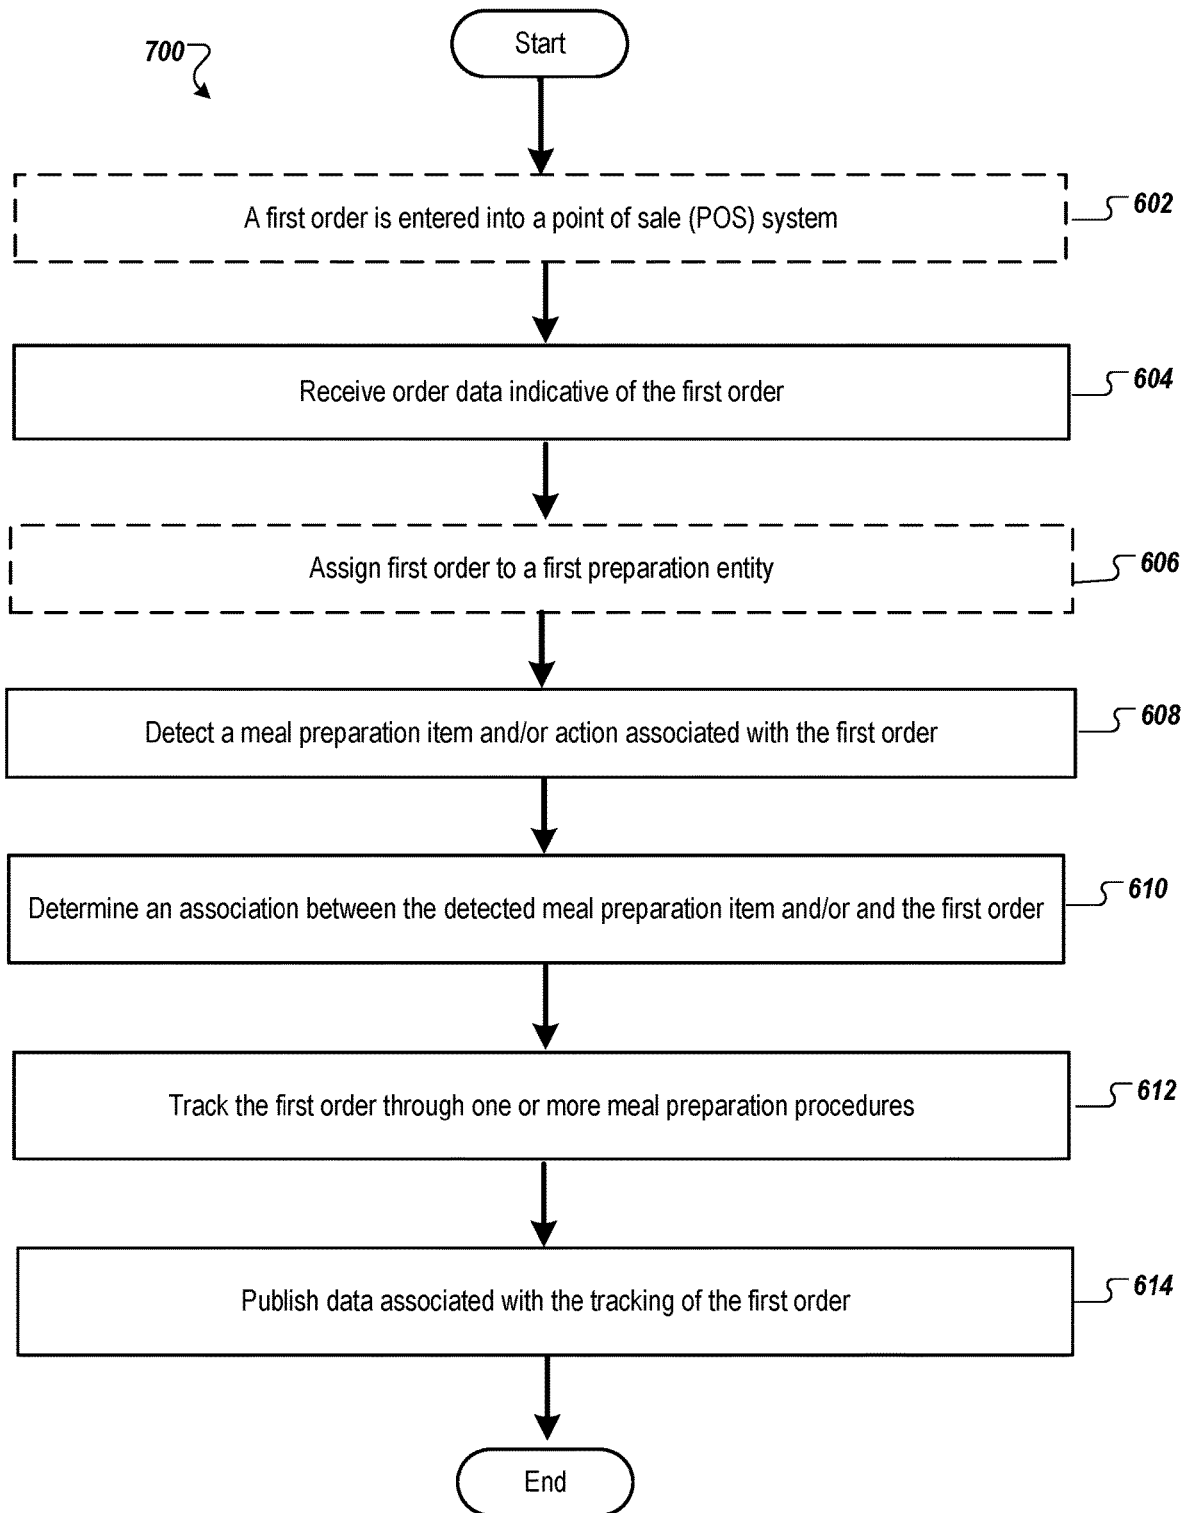 Start
700
A first order is entered into a point of sale (POS) system
602
Receive order data indicative of the first order
604
Assign first order to a first preparation entity
606
Detect a meal preparation item and/or action associated with the first order
608
Determine an association between the detected meal preparation item and/or and the first order
610
Track the first order through one or more meal preparation procedures
612
Publish data associated with the tracking of the first order
614
End